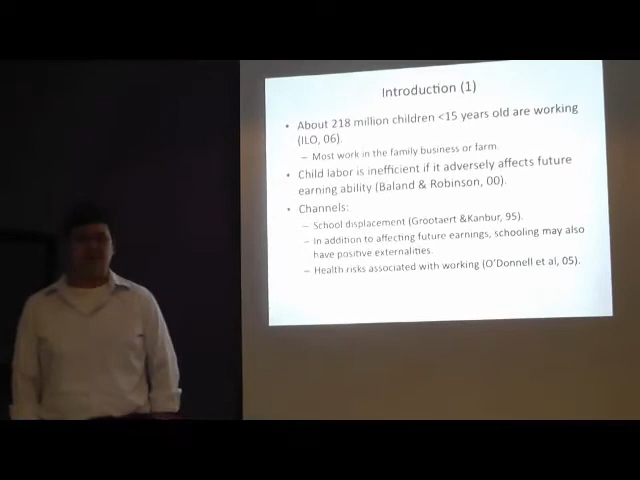 Introduction (1)
• About 218 million children <15 years old are working
(ILO, 06).
– Most work in the family business or farm.
• Child labor is inefficient if it adversely affects future
earning ability (Baland & Robinson, 00).
• Channels:
– School displacement (Grootaert &Kanbur, 95).
– In addition to affecting future earnings, schooling may also
have positive externalities.
– Health risks associated with working (O'Donnell et al, 05).